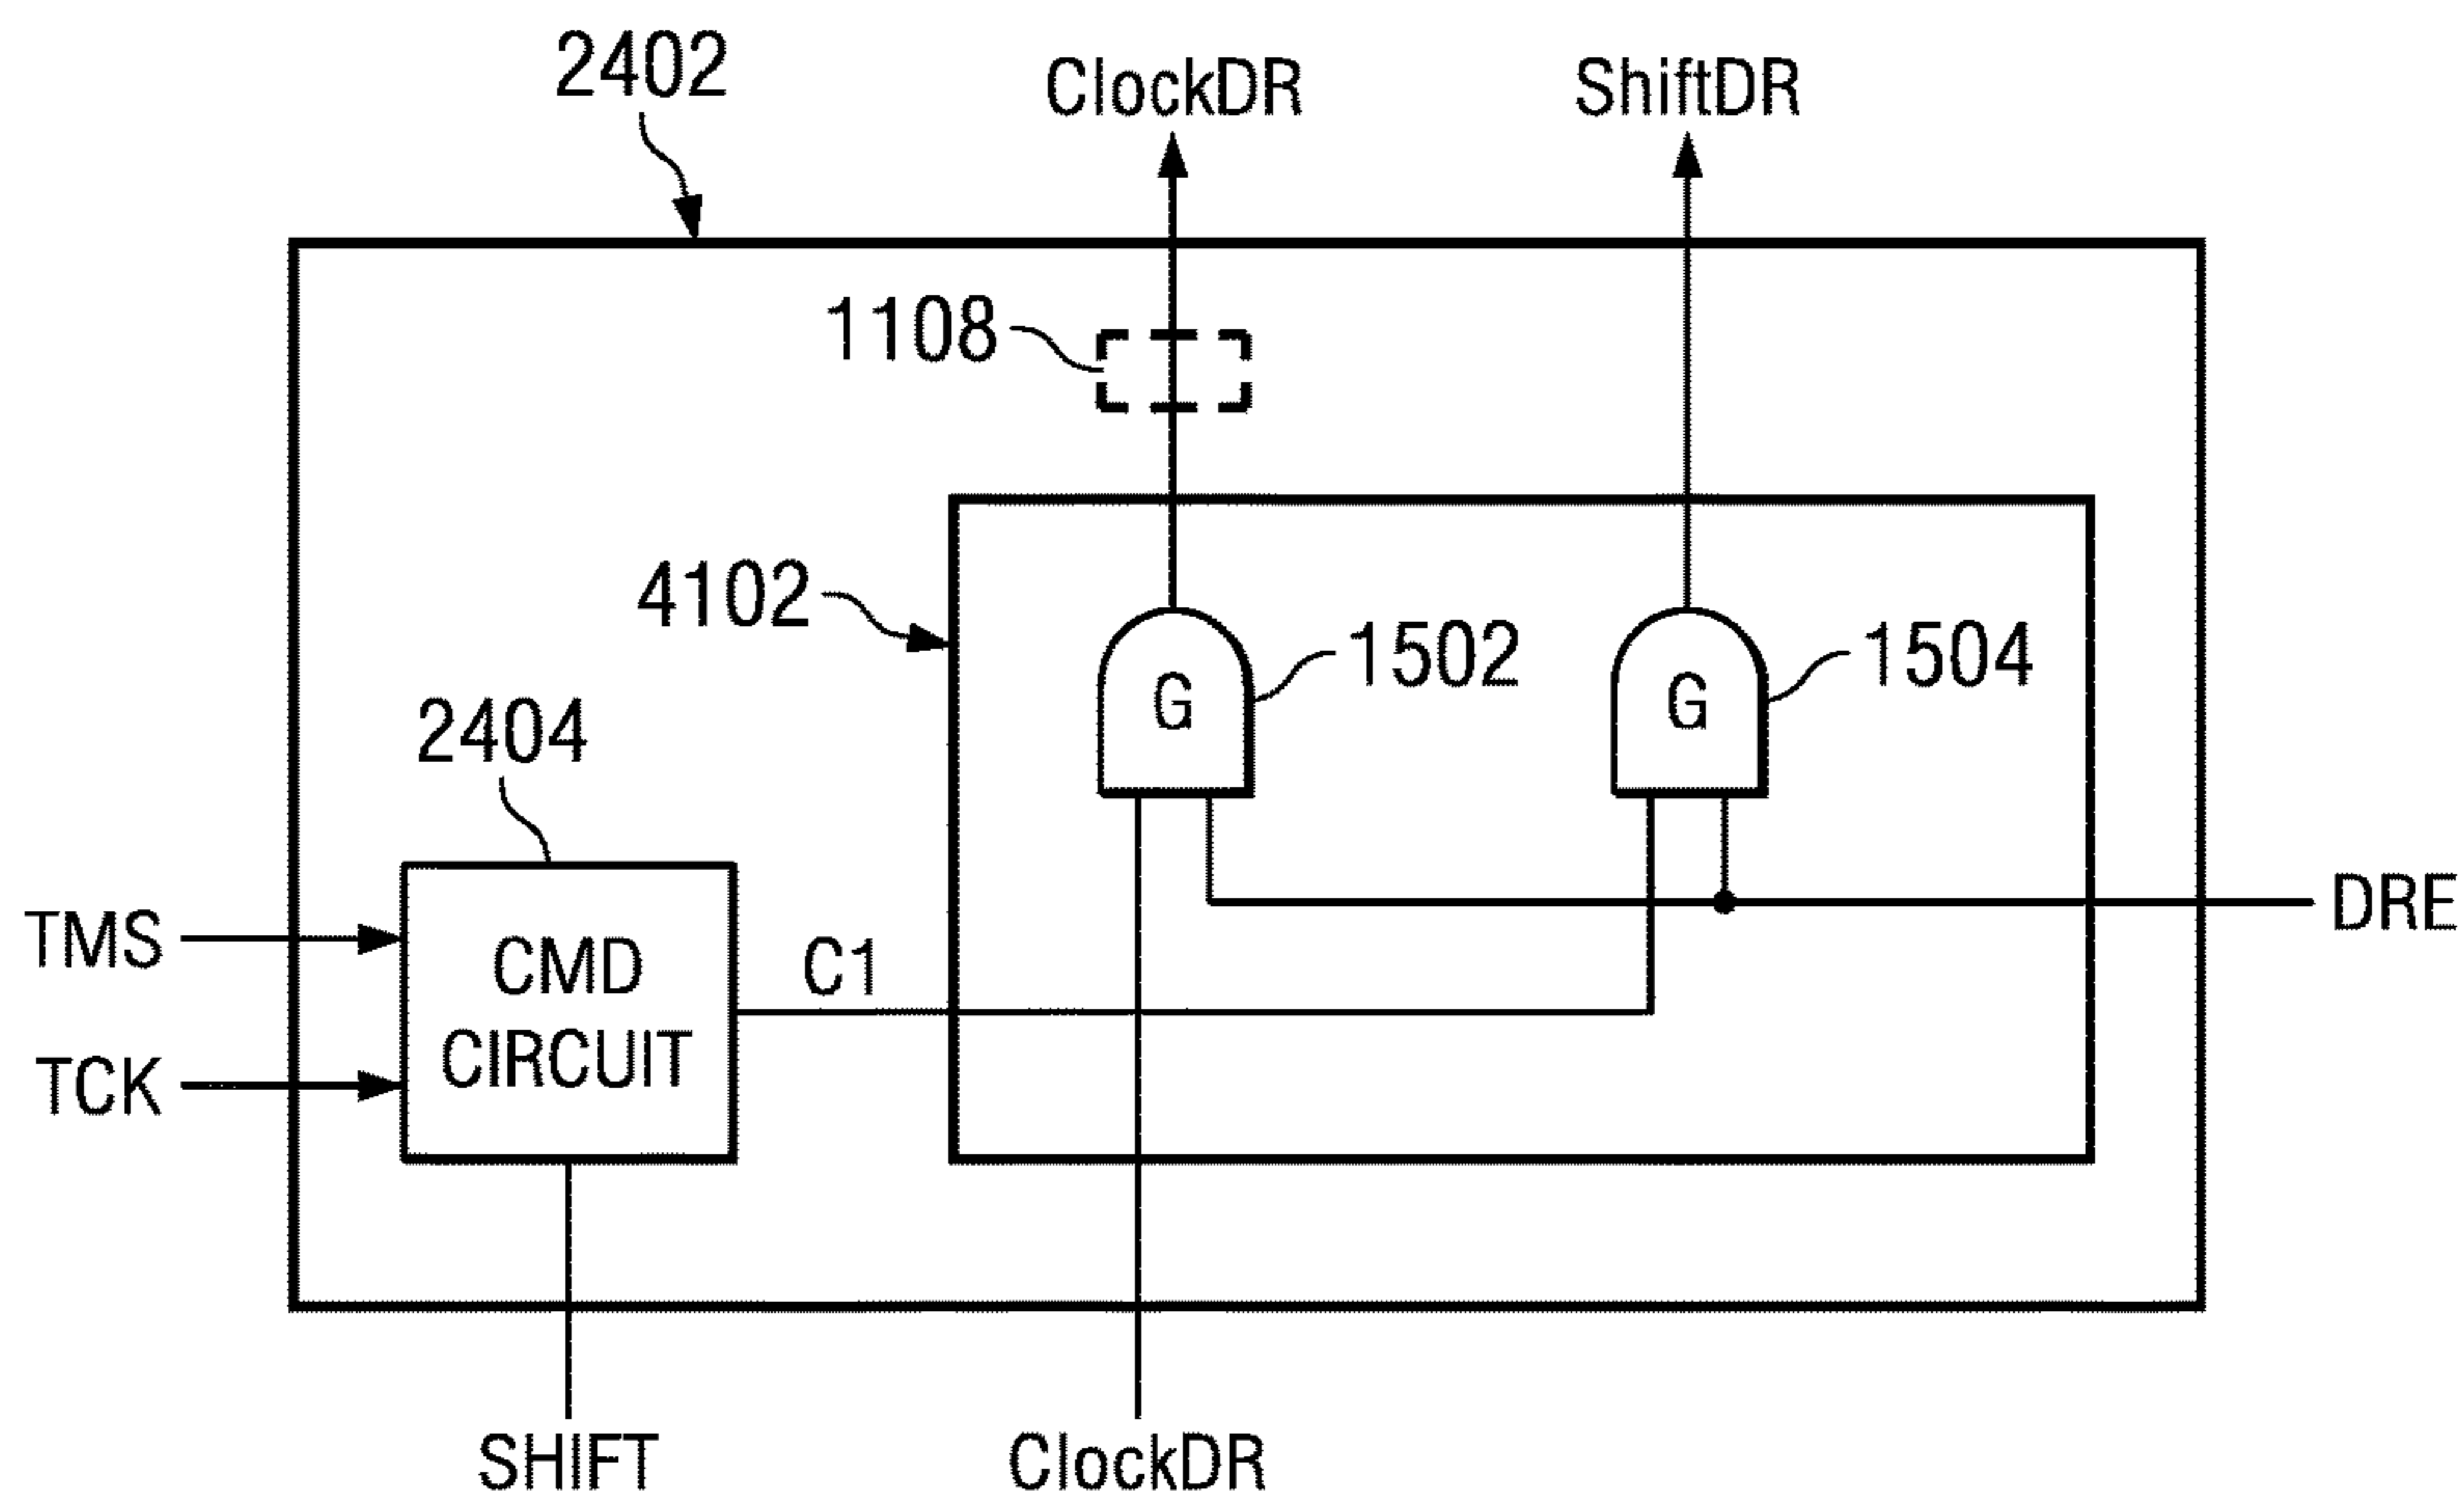 2402
ClockDR
ShiftDR
1108
4102
1502
1504
G
G
2404
TMS
TCK
CMD
CIRCUIT
C1
DRE
SHIFT
ClockDR